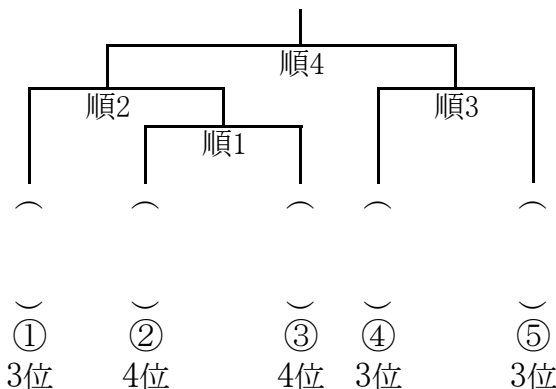 順4
順2 順3
順1
( ) ( ) ( ) ( ) ( )
① ② ③ ④ ⑤
3位 4位 4位 3位 3位